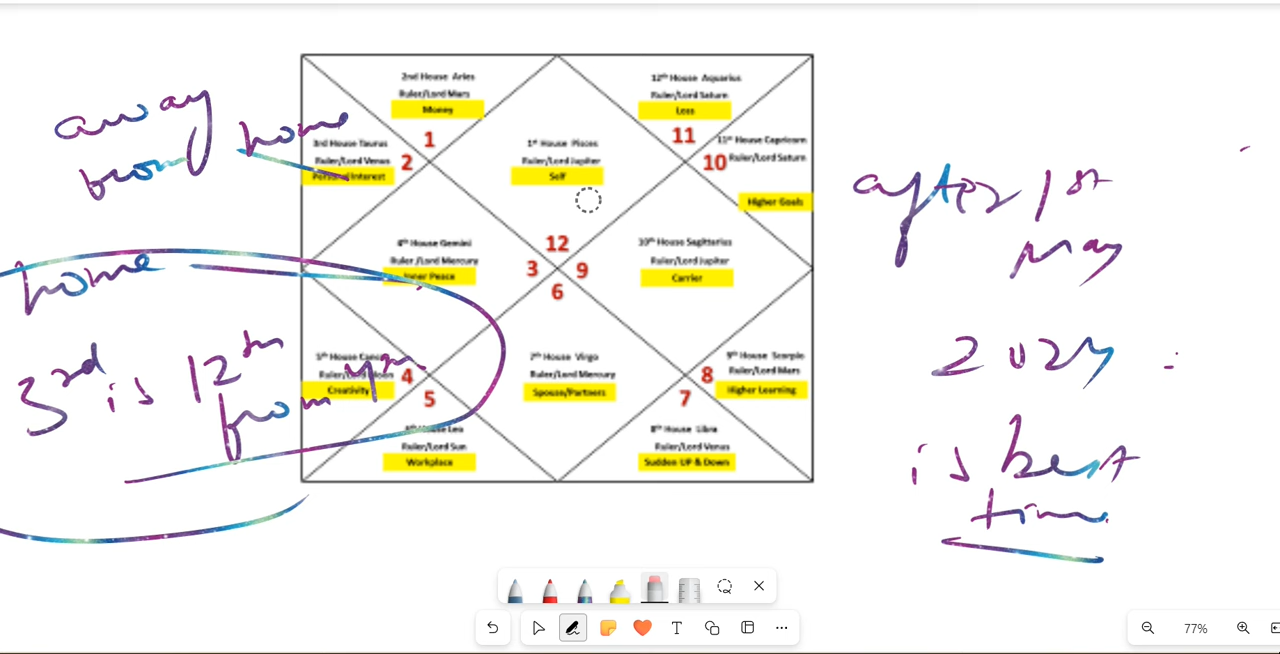 away
from home
home
3rd is 12th
from 4th
2nd House Aries
Ruler/Lord Mars
Money
1
12th House Aquarius
Ruler/Lord Saturn
Loss
11
3rd House Taurus
Ruler/Lord Venus
Personal Interest
2
1st House Pisces
Ruler/Lord Jupiter
Self
12
11th House Capricorn
Ruler/Lord Saturn
10
Higher Goals
4th House Gemini
Ruler /Lord Mercury
Inner Peace
3
10th House Sagittarius
Ruler/Lord Jupiter
Carrier
9
6
5th House
Creativity
4
7th House Virgo
Ruler/Lord Mercury
Spouse/Partners
9th House Scorpio
Ruler/Lord Mars
Higher Learning
8
5
7
House Leo
Ruler/Lord Sun
Workplace
8th House Libra
Ruler/Lord Venus
Sudden UP & Down
after 1st
May
is best
time
77%